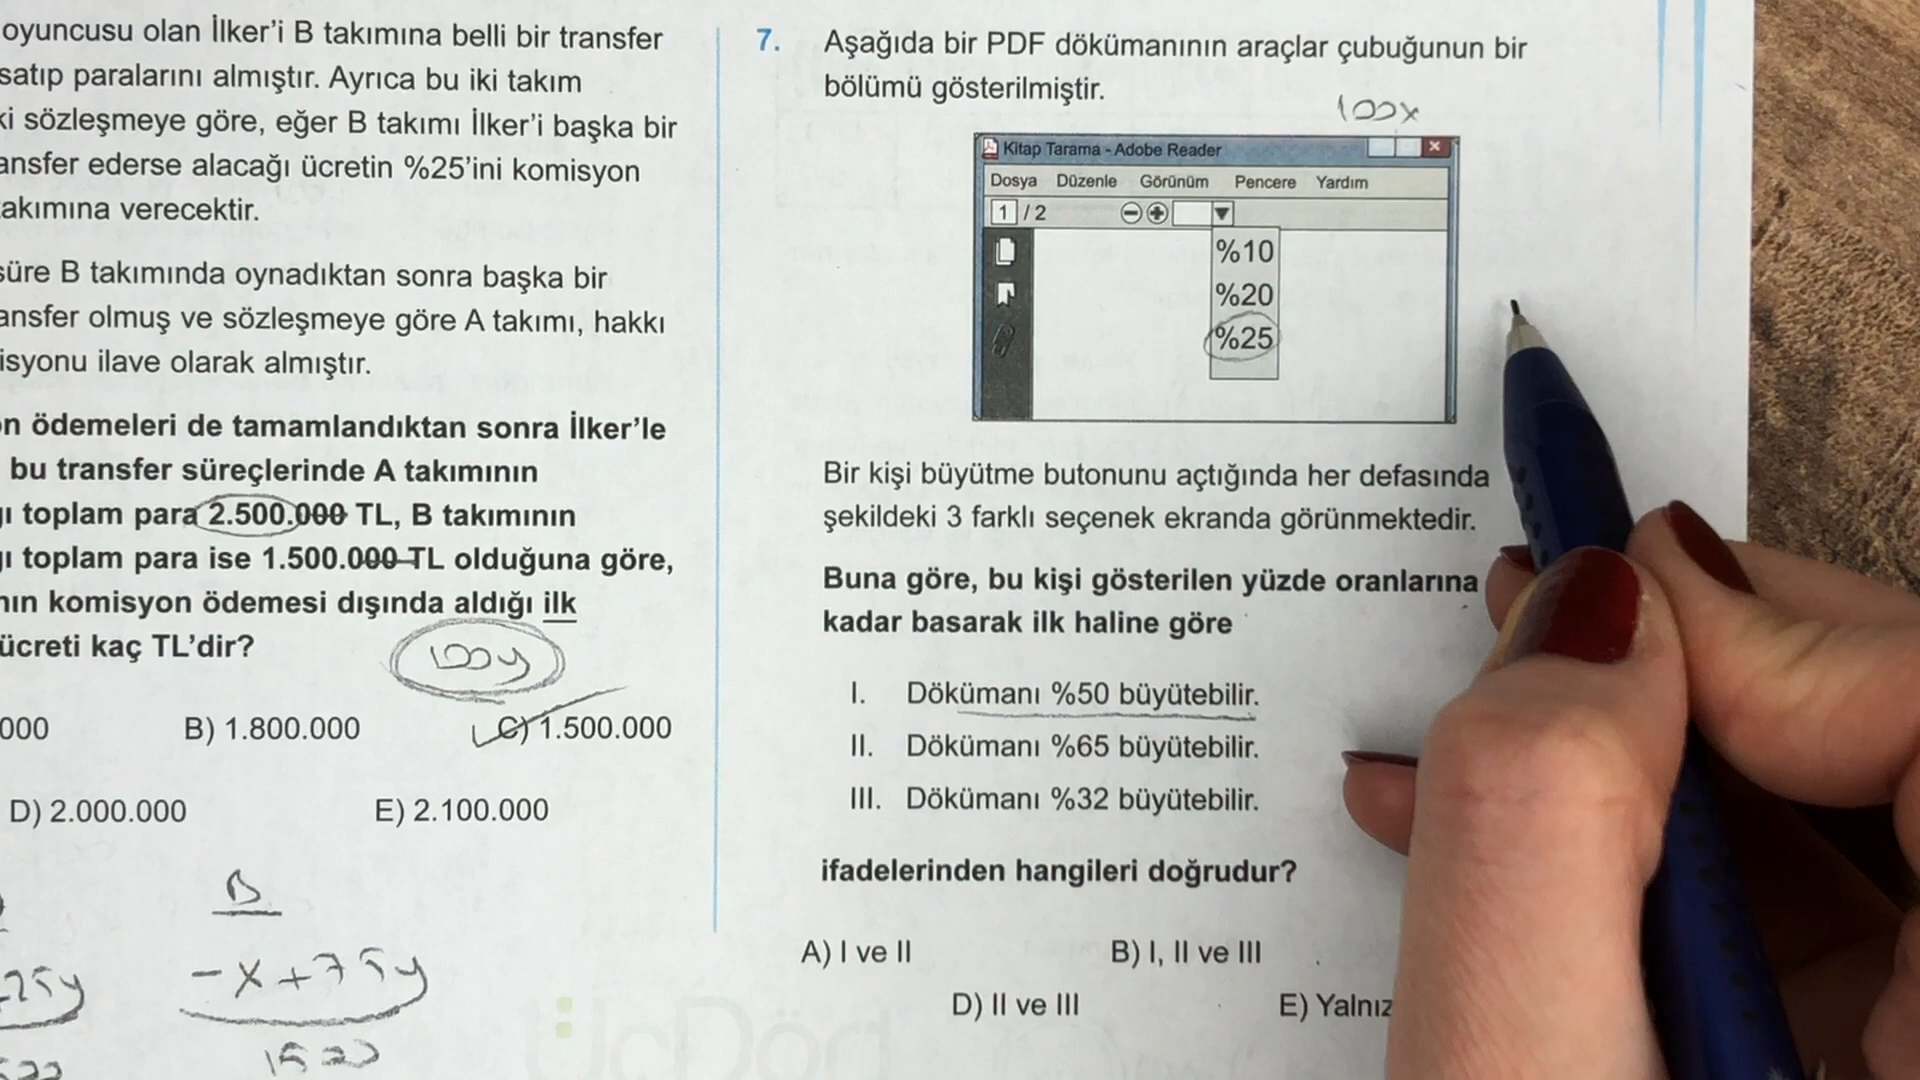 oyuncusu olan İlker’i B takımına belli bir transfer
satıp paralarını almıştır. Ayrıca bu iki takım
sözleşmeye göre, eğer B takımı İlker’i başka bir
ederse alacağı ücretin %25’ini komisyon
verecektir.
süre B takımında oynadıktan sonra başka bir
olmuş ve sözleşmeye göre A takımı, hakkı
ilave olarak almıştır.
ödemeleri de tamamlandıktan sonra İlker’le
bu transfer süreçlerinde A takımının
toplam para 2.500.000 TL, B takımının
toplam para ise 1.500.000 TL olduğuna göre,
komisyon ödemesi dışında aldığı ilk
ücreti kaç TL’dir?
100y
000 B) 1.800.000 C) 1.500.000
D) 2.000.000 E) 2.100.000
B
25y -x+75y
1500
7. Aşağıda bir PDF dökümanının araçlar çubuğunun bir
bölümü gösterilmiştir.
100x
Kitap Tarama - Adobe Reader
Dosya Düzenle Görünüm Pencere Yardım
1 / 2
%10
%20
%25
Bir kişi büyütme butonunu açtığında her defasında
şekildeki 3 farklı seçenek ekranda görünmektedir.
Buna göre, bu kişi gösterilen yüzde oranlarına
kadar basarak ilk haline göre
I. Dökümanı %50 büyütebilir.
II. Dökümanı %65 büyütebilir.
III. Dökümanı %32 büyütebilir.
ifadelerinden hangileri doğrudur?
A) I ve II B) I, II ve III
D) II ve III E) Yalnız
ÜçDört